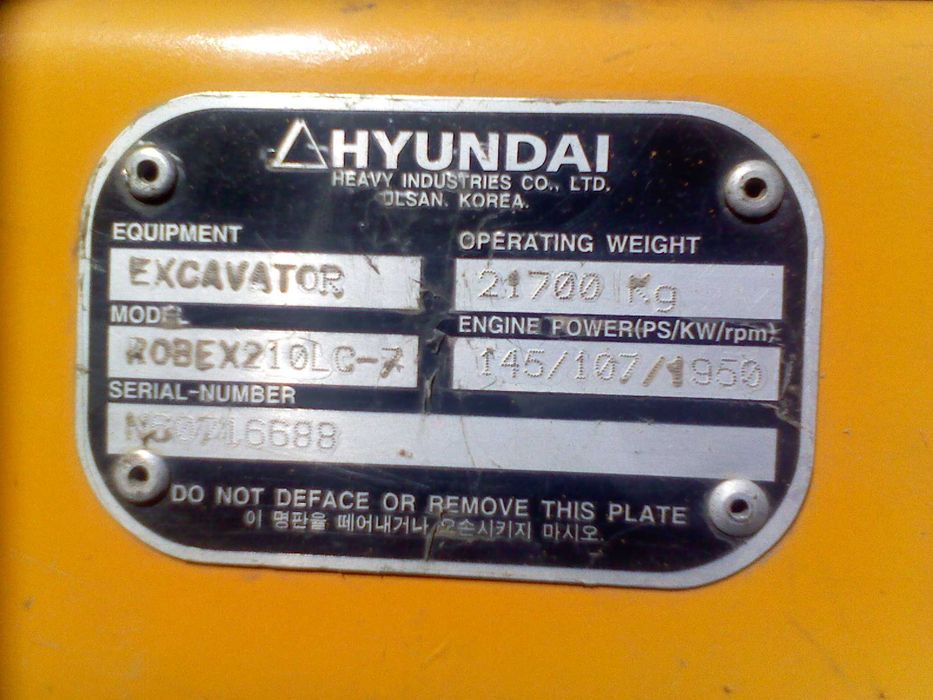 HYUNDAI
HEAVY INDUSTRIES CO., LTD.
ULSAN, KOREA.
EQUIPMENT
EXCAVATOR
OPERATING WEIGHT
21700 Kg
MODEL
ROBEX210LC-7
ENGINE POWER(PS/KW/rpm)
145/107/1950
SERIAL-NUMBER
DO NOT DEFACE OR REMOVE THIS PLATE
이 명판을 떼어내거나 오손시키지 마시오.